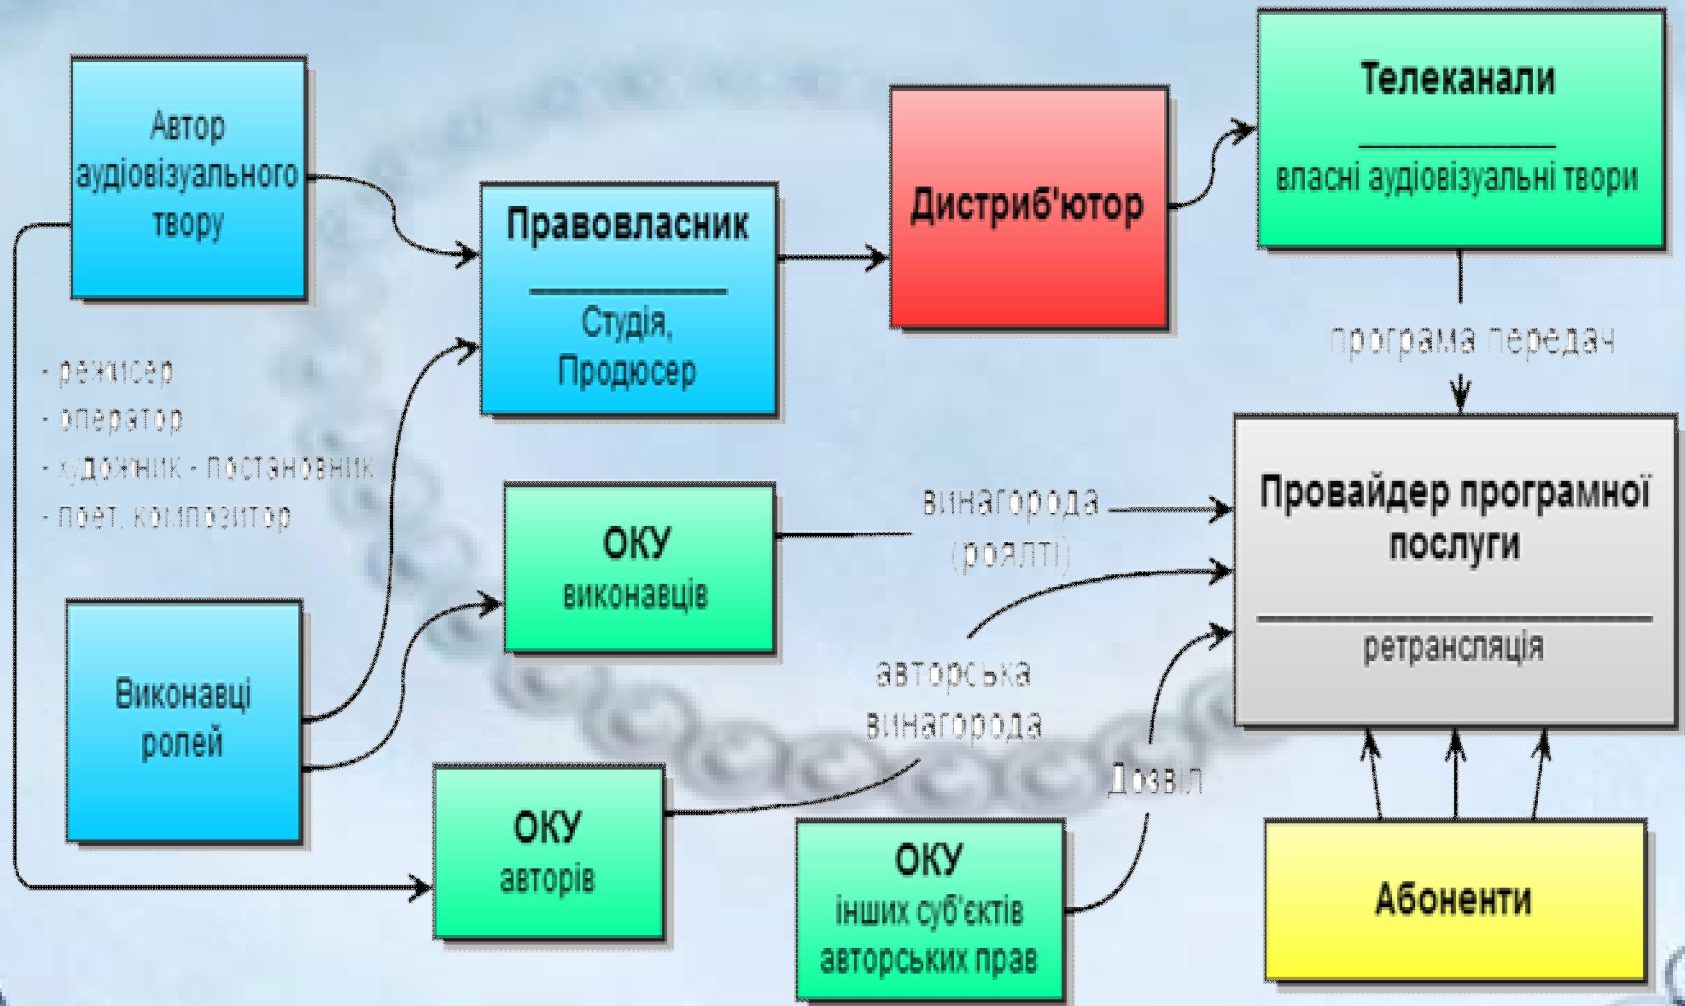 Автор
аудіовізуального
твору
- режисер
- оператор
- художник - постановник
- поет, композитор
Виконавці
ролей
Правовласник
Студія,
Продюсер
ОКУ
виконавців
ОКУ
авторів
Дистриб'ютор
винагорода
(роялті)
авторська
винагорода
Дозвіл
ОКУ
інших суб'єктів
авторських прав
Телеканали
власні аудіовізуальні твори
програма передач
Провайдер програмної
послуги
ретрансляція
Абоненти